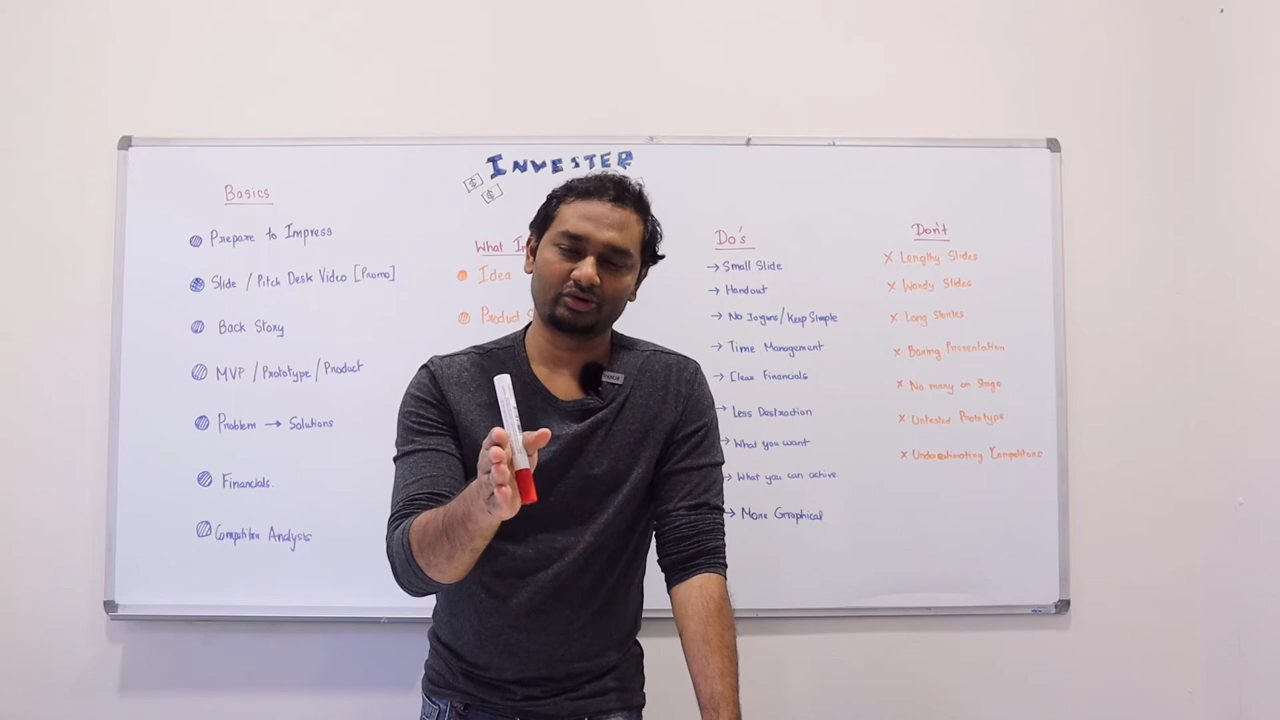 INVESTER
Basics
Prepare to Impress
Slide / Pitch Desk Video [Promo]
Back Story
MVP / Prototype / Product
Problem → Solutions
Financials.
Competitor Analysis
What
Idea
Product
Do's
→ Small Slide
→ Handout
→ No Jargons / Keep Simple
→ Time Management
→ Clear Financials
→ Less Destraction
→ What you want
→ What you can achive
→ More Graphical
Don't
X Lengthy Slides
X Wordy Slides
X Long Stories
X Boring Presentation
X No many on Stage
X Untested Prototype
X Underestimating Competitors